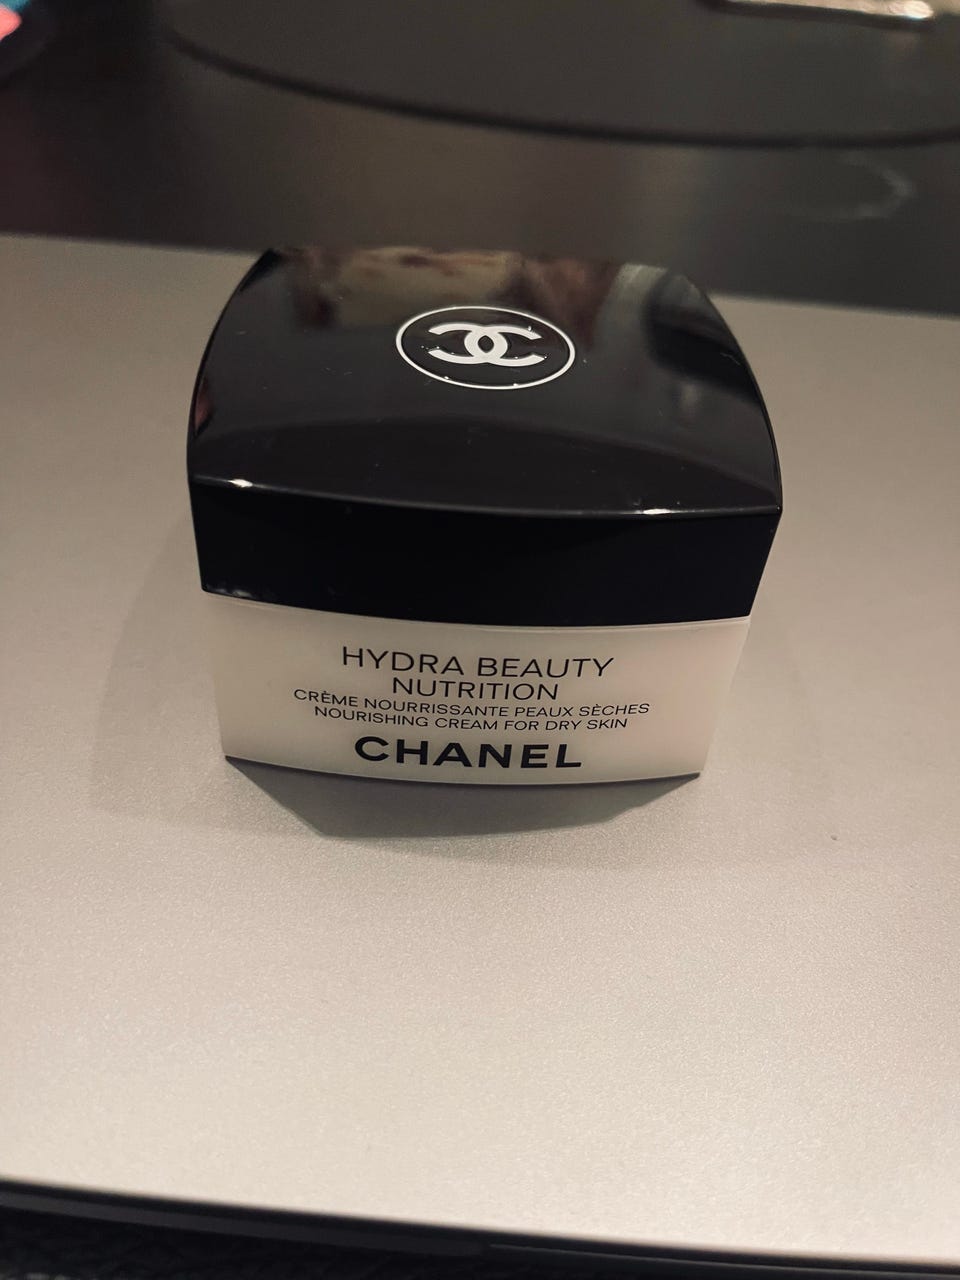 HYDRA BEAUTY
NUTRITION
CRÈME NOURRISSANTE PEAUX SÈCHES
NOURISHING CREAM FOR DRY SKIN
CHANEL